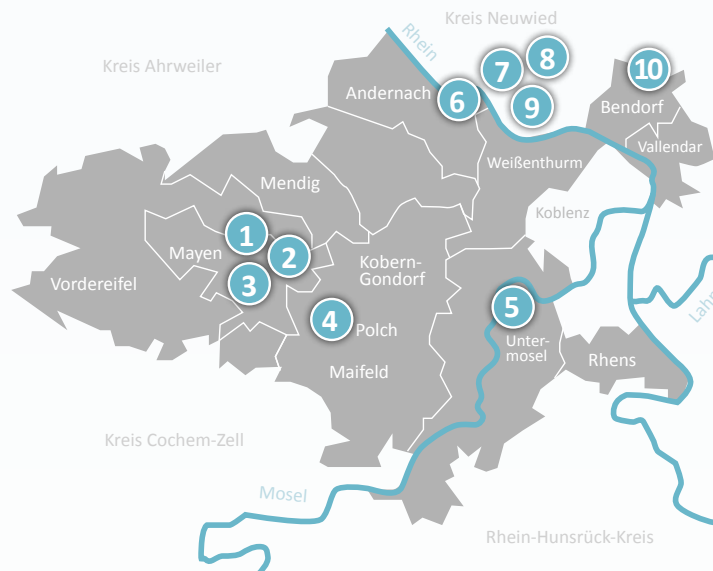 Kreis Neuwied
Rhein
Kreis Ahrweiler
8
7
10
Andernach
6
9
Bendorf
Vallendar
Weißenthurm
Mendig
Koblenz
1
Mayen
2
Kobern-
Gondorf
Vordereifel
3
5
Lahn
4
Polch
Unter-
mosel
Rhens
Maifeld
Kreis Cochem-Zell
Mosel
Rhein-Hunsrück-Kreis